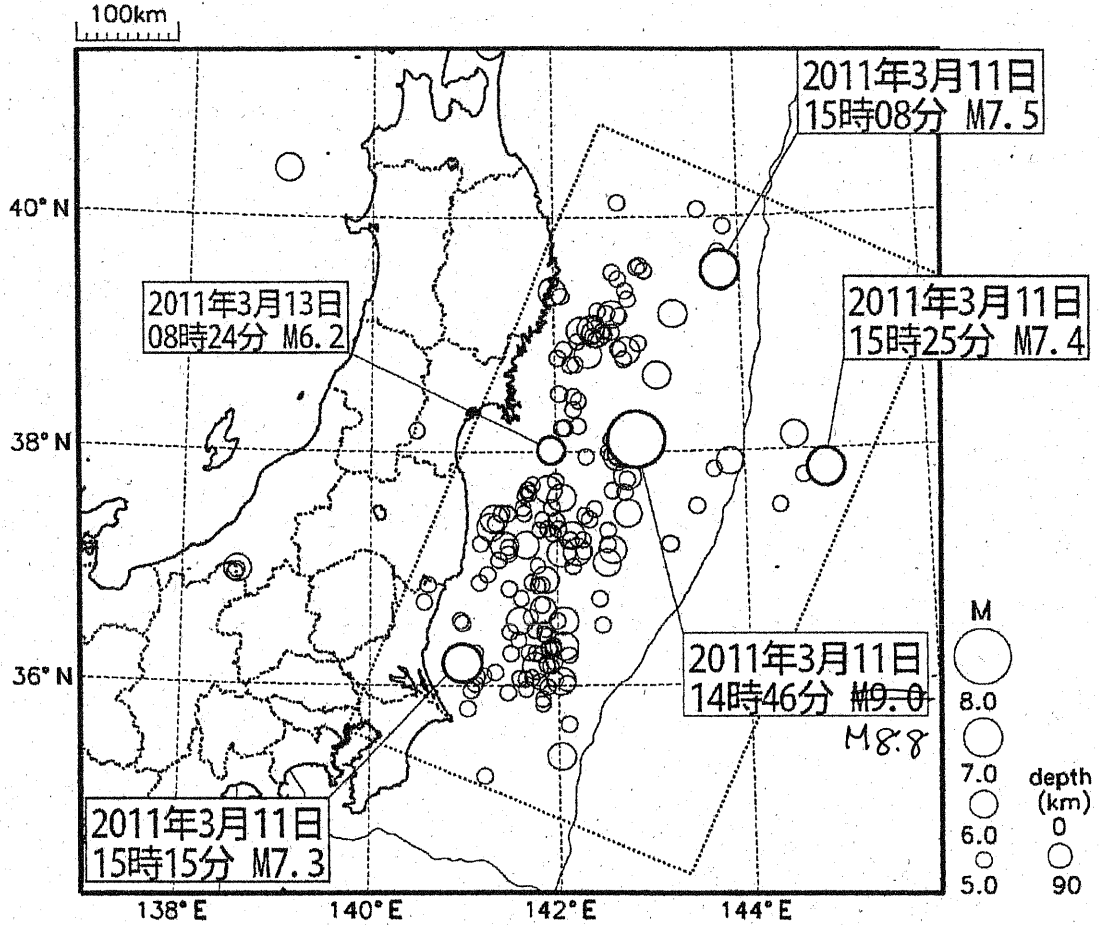 100km
2011年3月11日
15時08分 M7.5
40°N
2011年3月13日
08時24分 M6.2
2011年3月11日
15時25分 M7.4
38°N
2011年3月11日
14時46分 M9.0
M8.8
36°N
2011年3月11日
15時15分 M7.3
M
8.0
7.0
6.0
5.0
depth
(km)
0
90
138°E
140°E
142°E
144°E